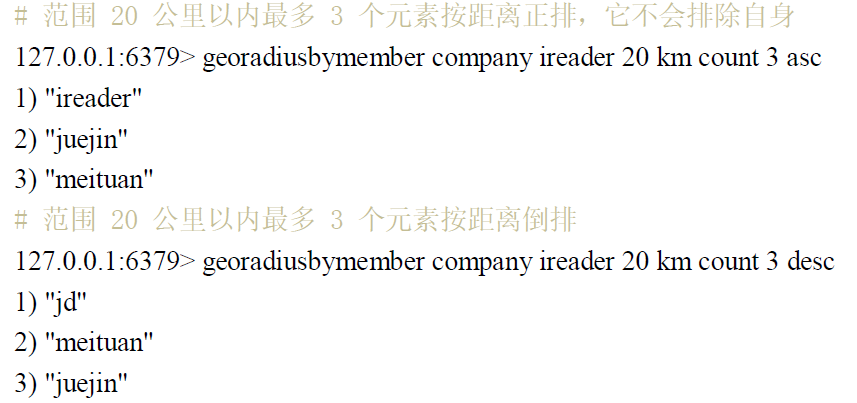 # 范围 20 公里以内最多 3 个元素按距离正排，它不会排除自身
127.0.0.1:6379> georadiusbymember company ireader 20 km count 3 asc
1) "ireader"
2) "juejin"
3) "meituan"
# 范围 20 公里以内最多 3 个元素按距离倒排
127.0.0.1:6379> georadiusbymember company ireader 20 km count 3 desc
1) "jd"
2) "meituan"
3) "juejin"